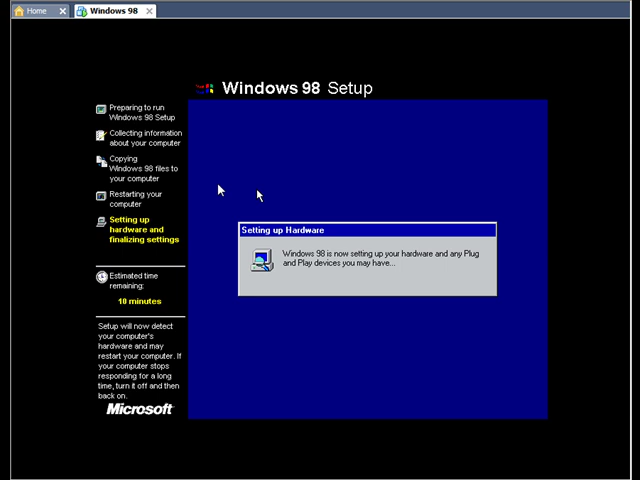 Home
Windows 98
Windows 98 Setup
Preparing to run
Windows 98 Setup
Collecting information
about your computer
Copying
Windows 98 files to
your computer
Restarting your
computer
Setting up
hardware and
finalizing settings
Estimated time
remaining:
10 minutes
Setup will now detect
your computer's
hardware and may
restart your computer. If
your computer stops
responding for a long
time, turn it off and then
back on.
Microsoft
Setting up Hardware
Windows 98 is now setting up your hardware and any Plug
and Play devices you may have...